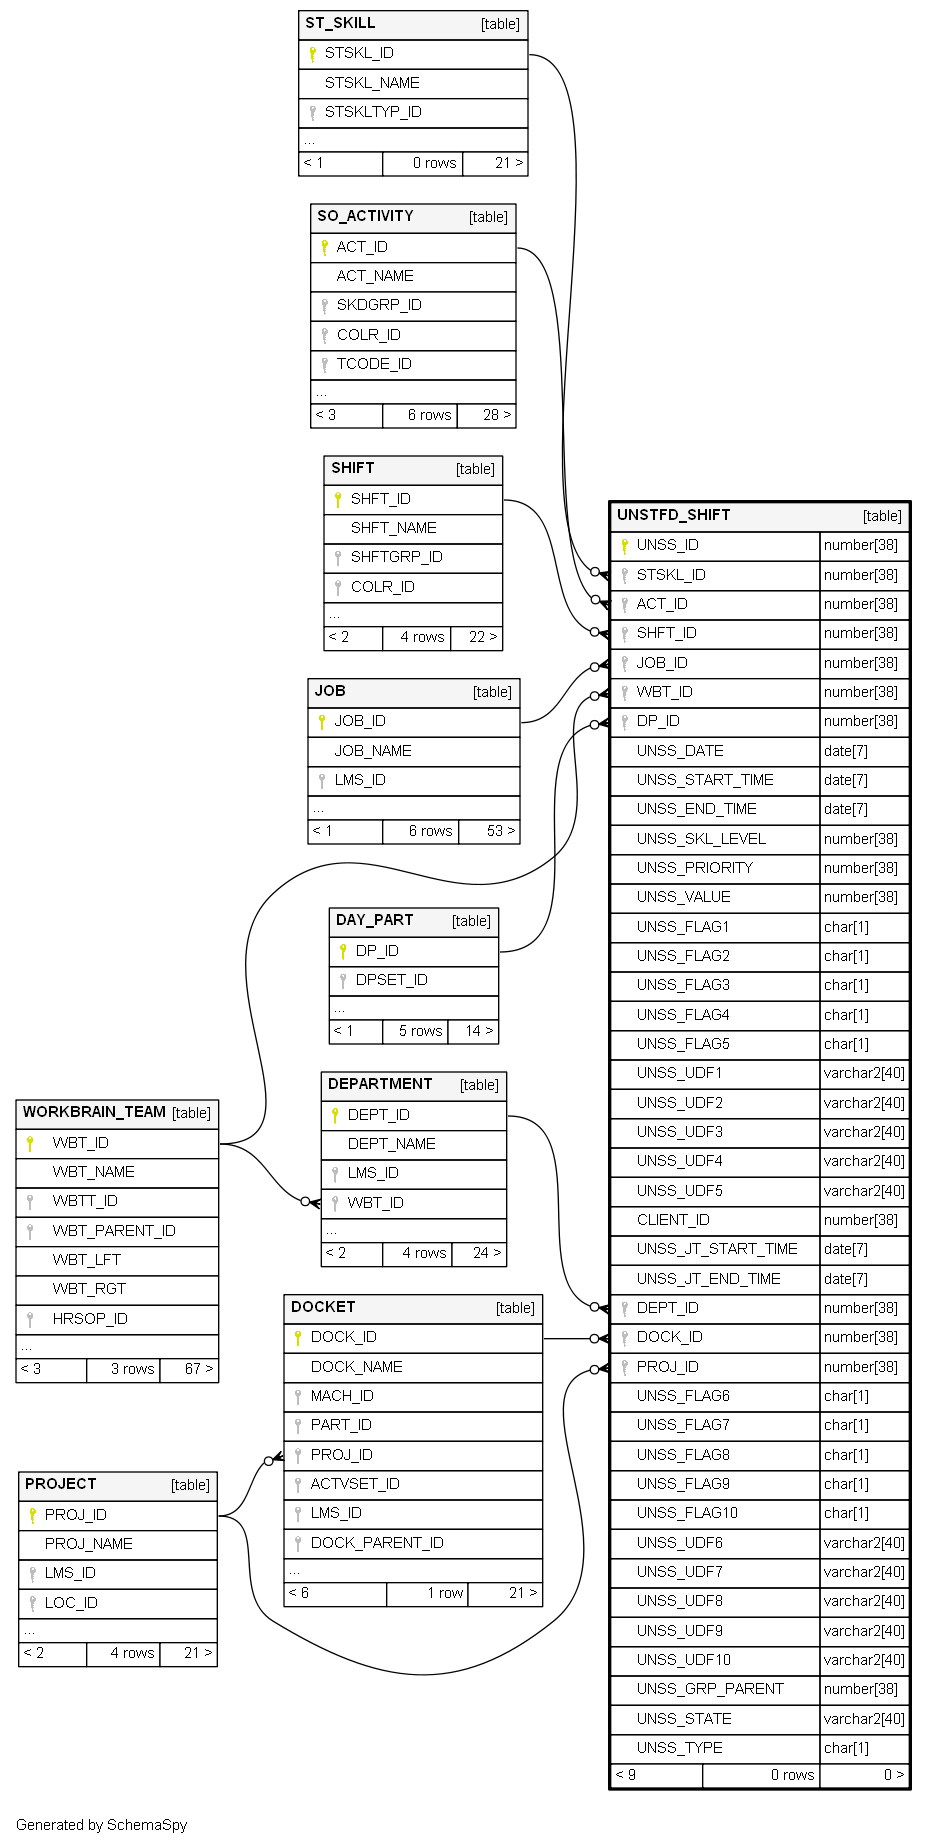 ST_SKILL [table]
STSKL_ID
STSKL_NAME
STSKLTYP_ID
...
< 1 0 rows 21 >
SO_ACTIVITY [table]
ACT_ID
ACT_NAME
SKDGRP_ID
COLR_ID
TCODE_ID
...
< 3 6 rows 28 >
SHIFT [table]
SHFT_ID
SHFT_NAME
SHFTGRP_ID
COLR_ID
...
< 2 4 rows 22 >
JOB [table]
JOB_ID
JOB_NAME
LMS_ID
...
< 1 6 rows 53 >
DAY_PART [table]
DP_ID
DPSET_ID
...
< 1 5 rows 14 >
DEPARTMENT [table]
DEPT_ID
DEPT_NAME
LMS_ID
WBT_ID
...
< 2 4 rows 24 >
WORKBRAIN_TEAM [table]
WBT_ID
WBT_NAME
WBTT_ID
WBT_PARENT_ID
WBT_LFT
WBT_RGT
HRSOP_ID
...
< 3 3 rows 67 >
DOCKET [table]
DOCK_ID
DOCK_NAME
MACH_ID
PART_ID
PROJ_ID
ACTVSET_ID
LMS_ID
DOCK_PARENT_ID
...
< 6 1 row 21 >
PROJECT [table]
PROJ_ID
PROJ_NAME
LMS_ID
LOC_ID
...
< 2 4 rows 21 >
UNSTFD_SHIFT [table]
UNSS_ID number[38]
STSKL_ID number[38]
ACT_ID number[38]
SHFT_ID number[38]
JOB_ID number[38]
WBT_ID number[38]
DP_ID number[38]
UNSS_DATE date[7]
UNSS_START_TIME date[7]
UNSS_END_TIME date[7]
UNSS_SKL_LEVEL number[38]
UNSS_PRIORITY number[38]
UNSS_VALUE number[38]
UNSS_FLAG1 char[1]
UNSS_FLAG2 char[1]
UNSS_FLAG3 char[1]
UNSS_FLAG4 char[1]
UNSS_FLAG5 char[1]
UNSS_UDF1 varchar2[40]
UNSS_UDF2 varchar2[40]
UNSS_UDF3 varchar2[40]
UNSS_UDF4 varchar2[40]
UNSS_UDF5 varchar2[40]
CLIENT_ID number[38]
UNSS_JT_START_TIME date[7]
UNSS_JT_END_TIME date[7]
DEPT_ID number[38]
DOCK_ID number[38]
PROJ_ID number[38]
UNSS_FLAG6 char[1]
UNSS_FLAG7 char[1]
UNSS_FLAG8 char[1]
UNSS_FLAG9 char[1]
UNSS_FLAG10 char[1]
UNSS_UDF6 varchar2[40]
UNSS_UDF7 varchar2[40]
UNSS_UDF8 varchar2[40]
UNSS_UDF9 varchar2[40]
UNSS_UDF10 varchar2[40]
UNSS_GRP_PARENT number[38]
UNSS_STATE varchar2[40]
UNSS_TYPE char[1]
< 9 0 rows 0 >
Generated by SchemaSpy